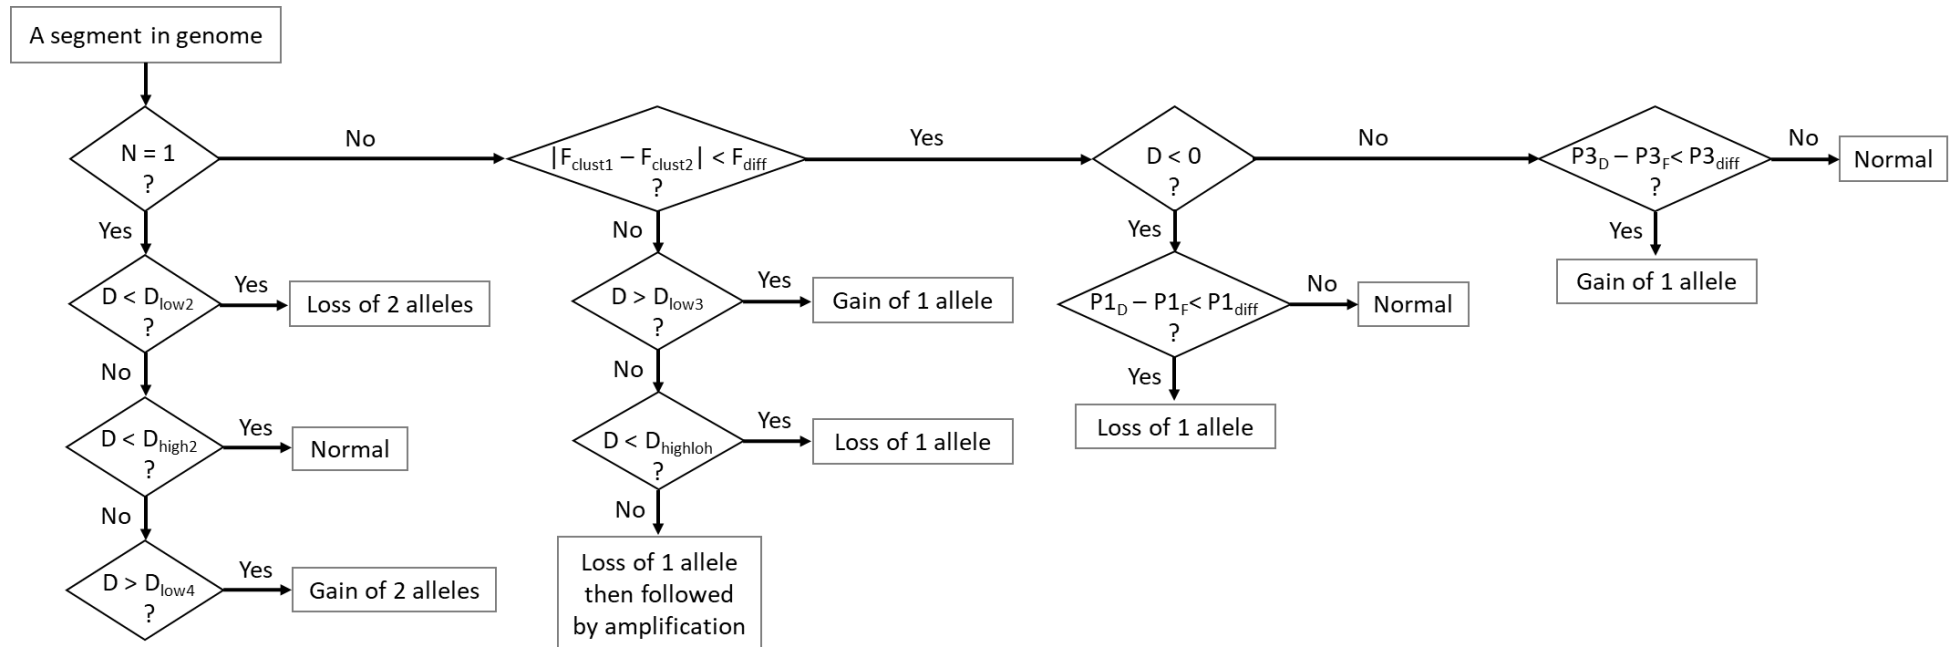 A segment in genome
N = 1
?
No
|Fclust1 – Fclust2| < Fdiff
?
Yes
D < 0
?
No
P3D – P3F< P3diff
?
No
Normal
Yes
D < Dlow2
?
Yes
Loss of 2 alleles
No
D > Dlow3
?
Yes
Gain of 1 allele
Yes
P1D – P1F< P1diff
?
No
Normal
Yes
Gain of 1 allele
No
D < Dhigh2
?
Yes
Normal
No
D < Dhighloh
?
Yes
Loss of 1 allele
Yes
Loss of 1 allele
No
D > Dlow4
?
Yes
Gain of 2 alleles
No
Loss of 1 allele
then followed
by amplification